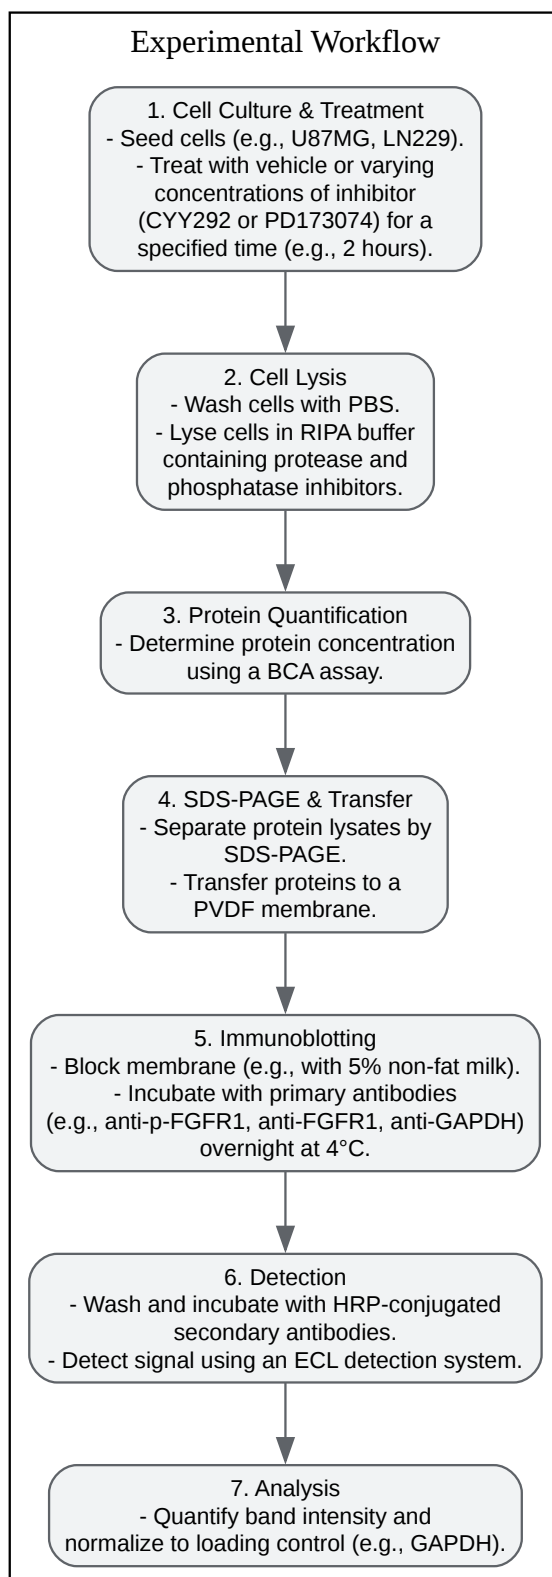 Experimental Workflow
1. Cell Culture & Treatment
- Seed cells (e.g., U87MG, LN229).
- Treat with vehicle or varying
concentrations of inhibitor
(CYY292 or PD173074) for a
specified time (e.g., 2 hours).
2. Cell Lysis
- Wash cells with PBS.
- Lyse cells in RIPA buffer
containing protease and
phosphatase inhibitors.
3. Protein Quantification
- Determine protein concentration
using a BCA assay.
4. SDS-PAGE & Transfer
- Separate protein lysates by
SDS-PAGE.
- Transfer proteins to a
PVDF membrane.
5. Immunoblotting
- Block membrane (e.g., with 5% non-fat milk).
- Incubate with primary antibodies
(e.g., anti-p-FGFR1, anti-FGFR1, anti-GAPDH)
overnight at 4°C.
6. Detection
- Wash and incubate with HRP-conjugated
secondary antibodies.
- Detect signal using an ECL detection system.
7. Analysis
- Quantify band intensity and
normalize to loading control (e.g., GAPDH).